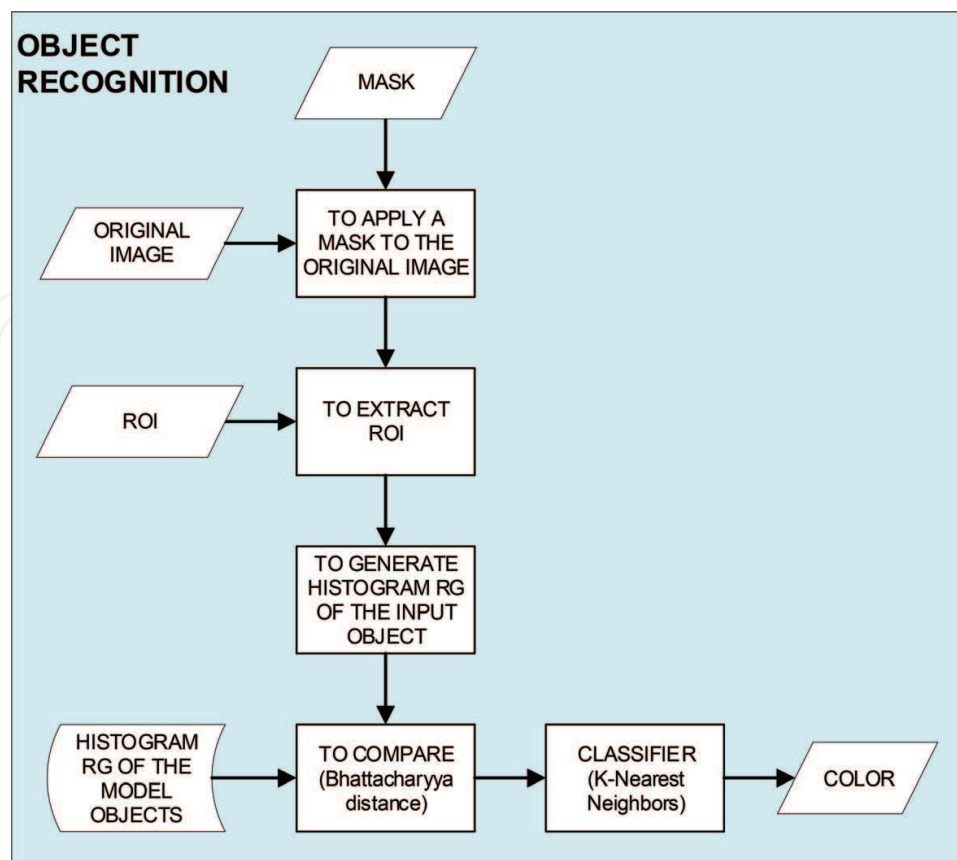 OBJECT
RECOGNITION
MASK
ORIGINAL
IMAGE
TO APPLY A
MASK TO THE
ORIGINAL IMAGE
ROI
TO EXTRACT
ROI
TO GENERATE
HISTOGRAM RG
OF THE INPUT
OBJECT
HISTOGRAM
RG OF THE
MODEL
OBJECTS
TO COMPARE
(Bhattacharyya
distance)
CLASSIFIER
(K-Nearest
Neighbors)
COLOR